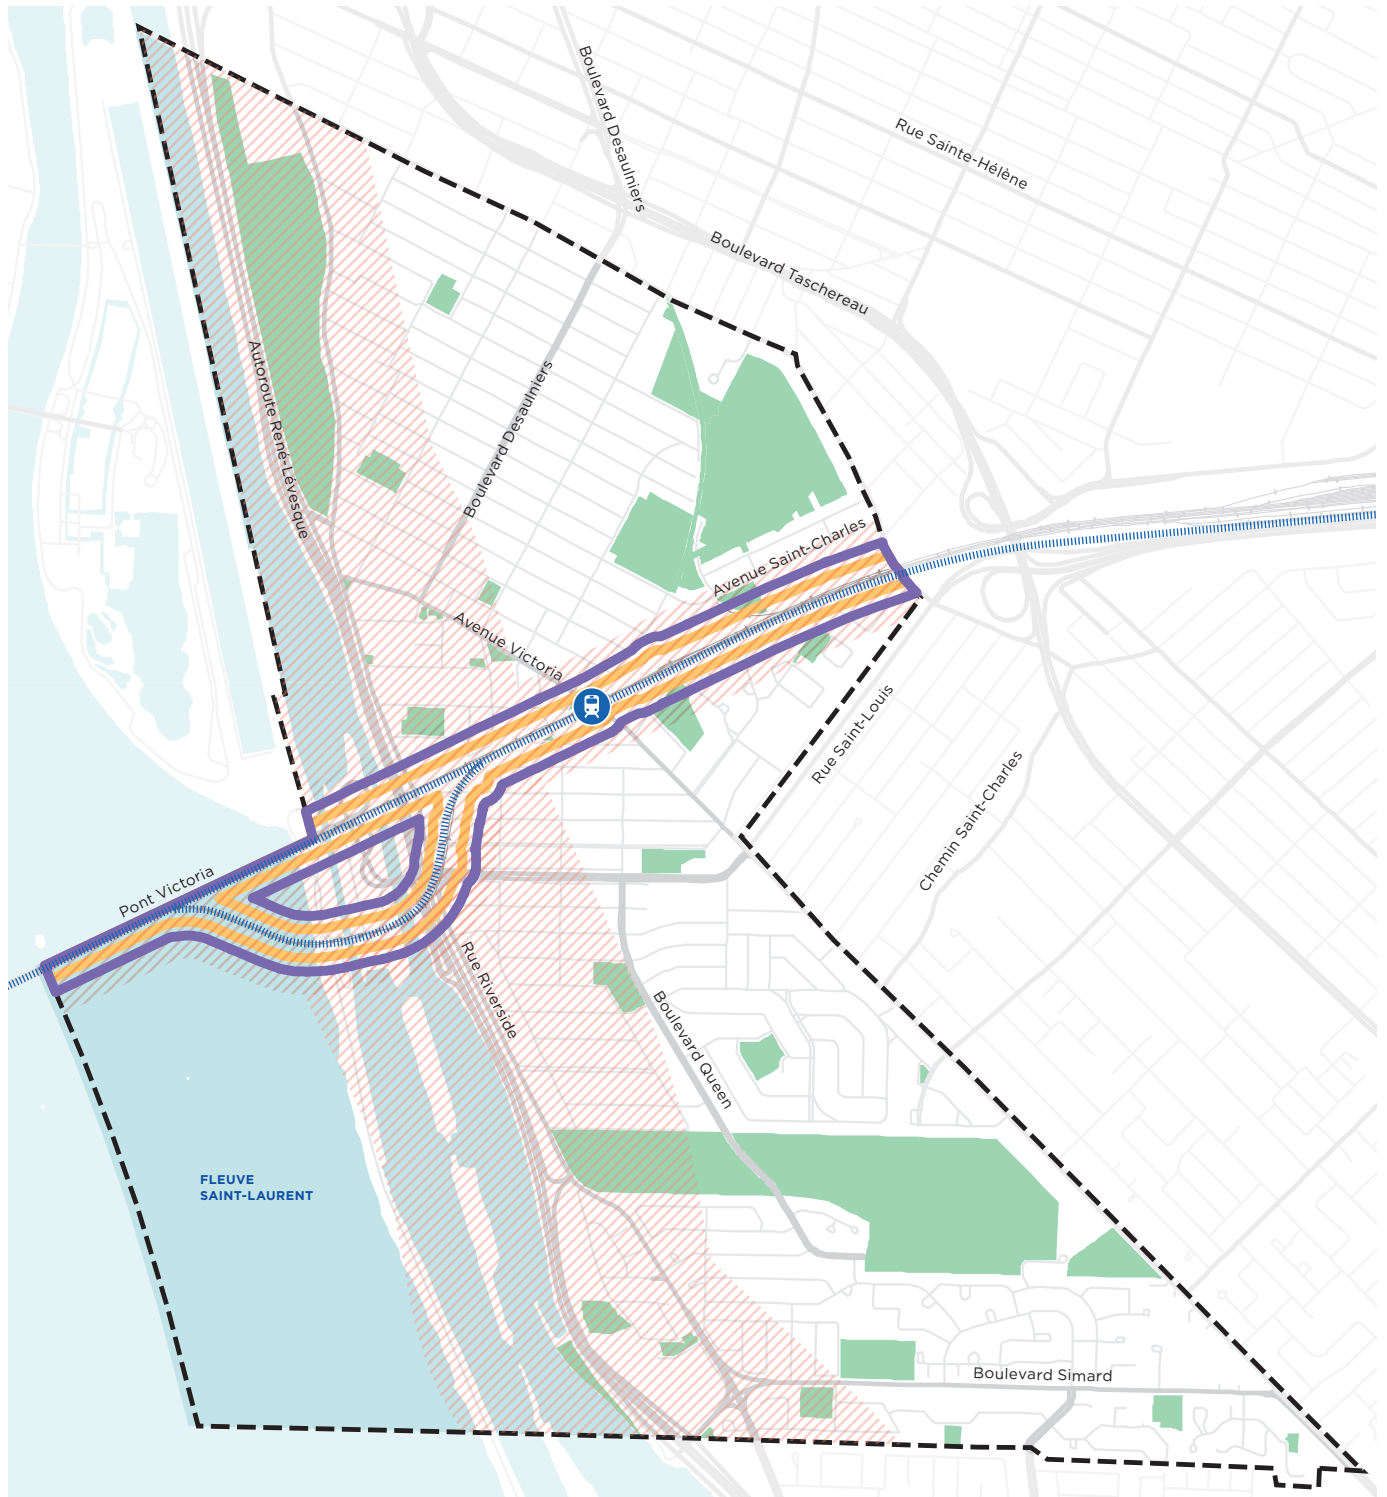 Boulevard Desaulniers
Rue Sainte-Hélène
Boulevard Taschereau
Autoroute René-Lévesque
Boulevard Desaulniers
Avenue Saint-Charles
Avenue Victoria
Rue Saint-Louis
Chemin Saint-Charles
Pont Victoria
Rue Riverside
Boulevard Queen
FLEUVE
SAINT-LAURENT
Boulevard Simard